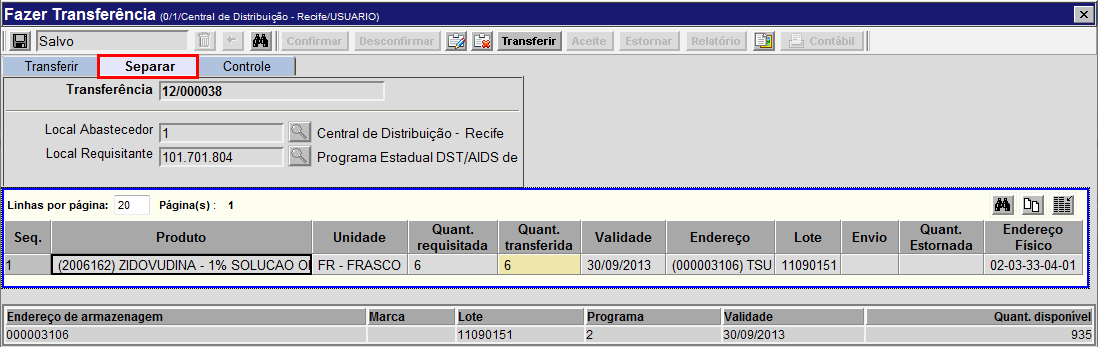 Fazer Transferência (0/1/Central de Distribuição - Recife/USUARIO)
Salvo Confirmar Desconfirmar Transferir Aceite Estornar Relatório Contábil
Transferir Separar Controle
Transferência 12/000038
Local Abastecedor 1 Central de Distribuição - Recife
Local Requisitante 101.701.804 Programa Estadual DST/AIDS de
Linhas por página: 20 Página(s) : 1
Seq. Produto Unidade Quant. requisitada Quant. transferida Validade Endereço Lote Envio Quant. Estornada Endereço Físico
1 (2006162) ZIDOVUDINA - 1% SOLUCAO O FR - FRASCO 6 6 30/09/2013 (000003106) TSU 11090151 02-03-33-04-01
Endereço de armazenagem Marca Lote Programa Validade Quant. disponível
000003106 11090151 2 30/09/2013 935